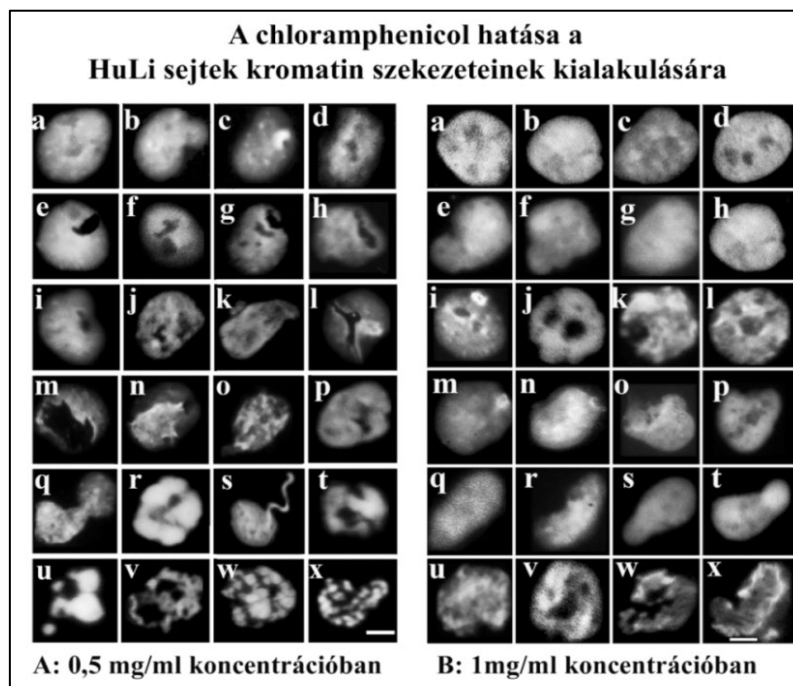 A chloramphenicol hatása a
HuLi sejtek kromatin szekezeteinek kialakulására
a b c d
e f g h
i j k l
m n o p
q r s t
u v w x
A: 0,5 mg/ml koncentrációban
a b c d
e f g h
i j k l
m n o p
q r s t
u v w x
B: 1mg/ml koncentrációban